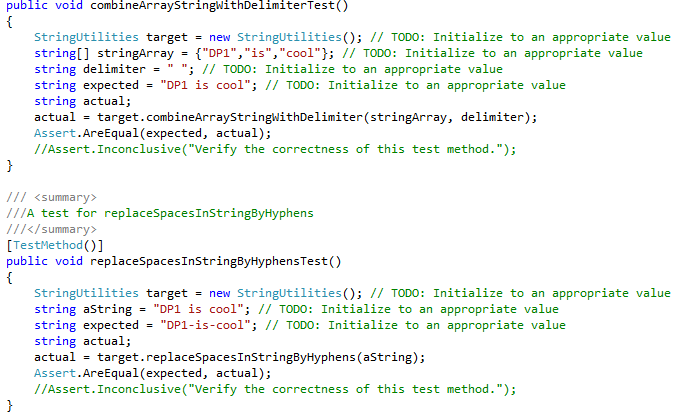 public void combineArrayStringWithDelimiterTest()
{
    StringUtilities target = new StringUtilities(); // TODO: Initialize to an appropriate value
    string[] stringArray = {"DP1","is","cool"}; // TODO: Initialize to an appropriate value
    string delimiter = " "; // TODO: Initialize to an appropriate value
    string expected = "DP1 is cool"; // TODO: Initialize to an appropriate value
    string actual;
    actual = target.combineArrayStringWithDelimiter(stringArray, delimiter);
    Assert.AreEqual(expected, actual);
    //Assert.Inconclusive("Verify the correctness of this test method.");
}

/// <summary>
///A test for replaceSpacesInStringByHyphens
///</summary>
[TestMethod()]
public void replaceSpacesInStringByHyphensTest()
{
    StringUtilities target = new StringUtilities(); // TODO: Initialize to an appropriate value
    string aString = "DP1 is cool"; // TODO: Initialize to an appropriate value
    string expected = "DP1-is-cool"; // TODO: Initialize to an appropriate value
    string actual;
    actual = target.replaceSpacesInStringByHyphens(aString);
    Assert.AreEqual(expected, actual);
    //Assert.Inconclusive("Verify the correctness of this test method.");
}